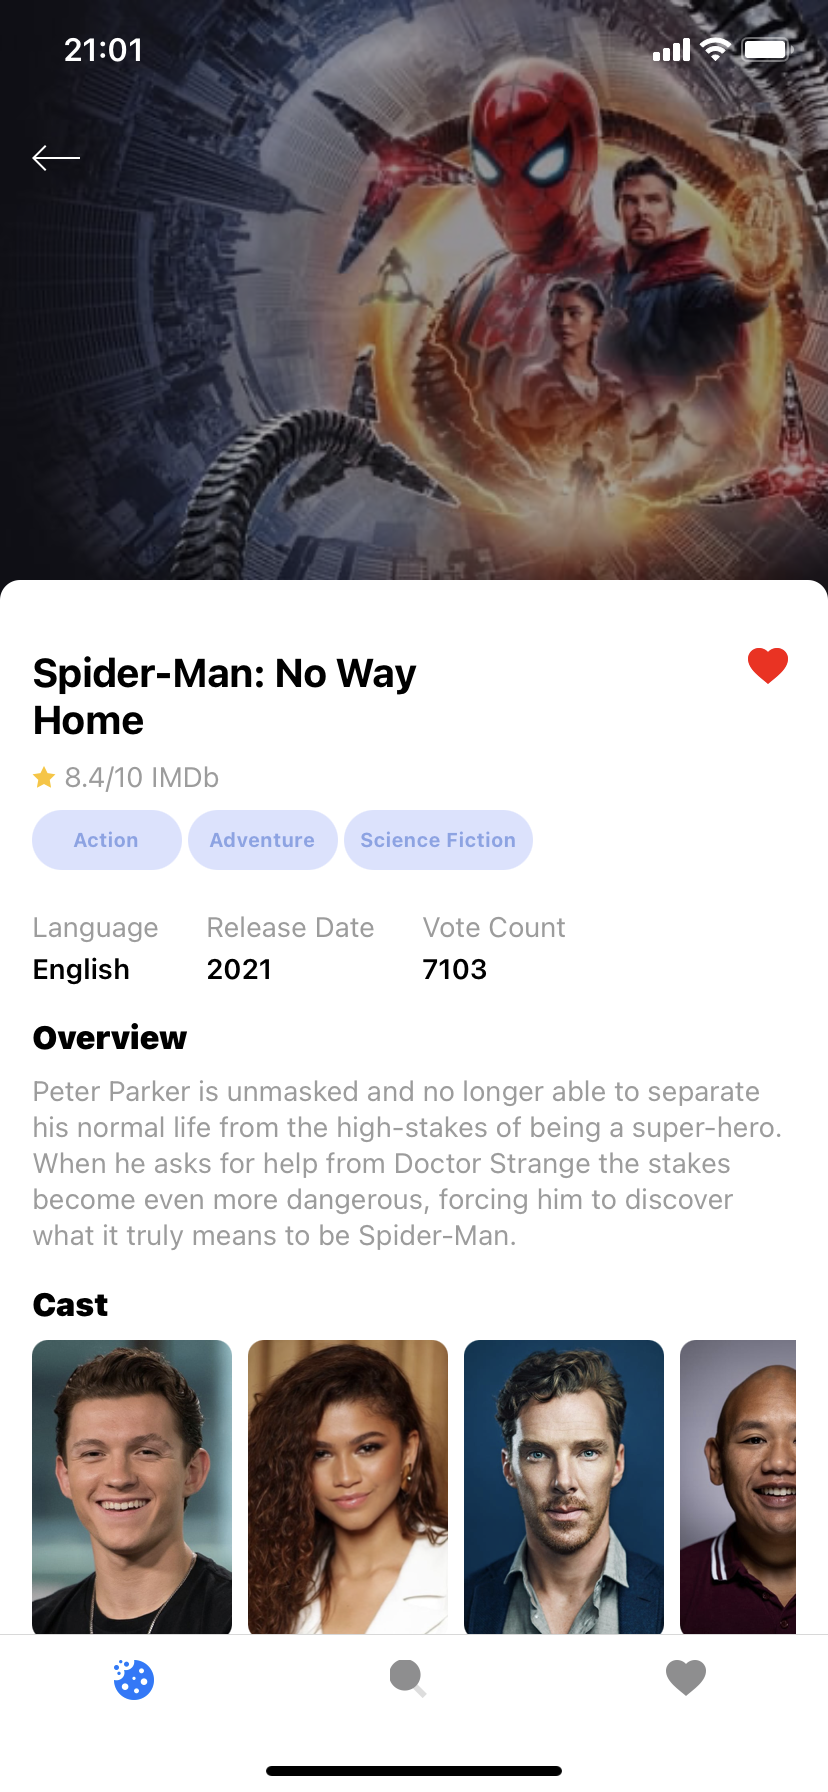 21:01
Spider-Man: No Way
Home
8.4/10 IMDb
Action Adventure Science Fiction
Language Release Date Vote Count
English 2021 7103
Overview
Peter Parker is unmasked and no longer able to separate
his normal life from the high-stakes of being a super-hero.
When he asks for help from Doctor Strange the stakes
become even more dangerous, forcing him to discover
what it truly means to be Spider-Man.
Cast